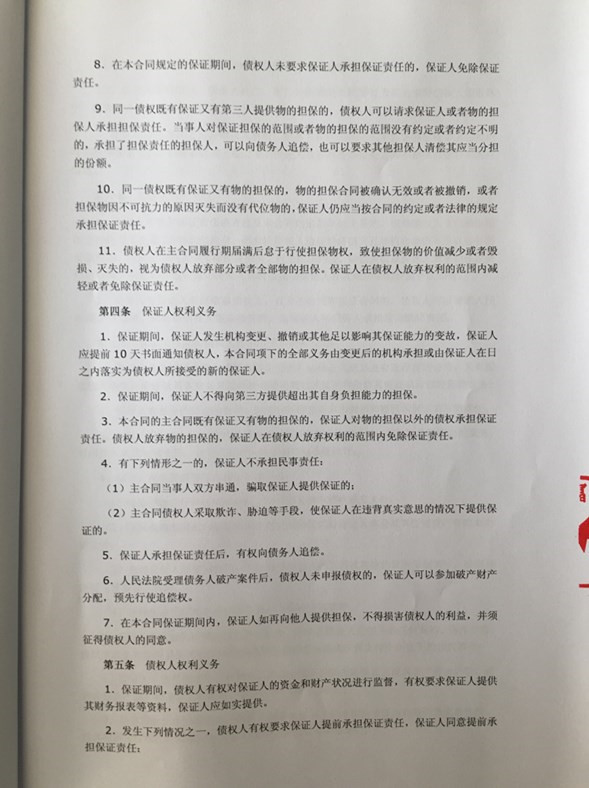 8．在本合同规定的保证期间，债权人未要求保证人承担保证责任的，保证人免除保证
责任。
9．同一债权既有保证又有第三人提供物的担保的，债权人可以请求保证人或者物的担
保人承担担保责任。当事人对保证担保的范围或者物的担保的范围没有约定或者约定不明
的，承担了担保责任的担保人，可以向债务人追偿，也可以要求其他担保人清偿其应当分担
的份额。
10．同一债权既有保证又有物的担保的，物的担保合同被确认无效或者被撤销，或者
担保物因不可抗力的原因灭失而没有代位物的，保证人仍应当按合同的约定或者法律的规定
承担保证责任。
11．债权人在主合同履行期届满后怠于行使担保物权，致使担保物的价值减少或者毁
损、灭失的，视为债权人放弃部分或者全部物的担保。保证人在债权人放弃权利的范围内减
轻或者免除保证责任。
第四条 保证人权利义务
1．保证期间，保证人发生机构变更、撤销或其他足以影响其保证能力的变故，保证人
应提前 10 天书面通知债权人，本合同项下的全部义务由变更后的机构承担或由保证人在日
之内落实为债权人所接受的新的保证人。
2．保证期间，保证人不得向第三方提供超出其自身负担能力的担保。
3．本合同的主合同既有保证又有物的担保的，保证人对物的担保以外的债权承担保证
责任。债权人放弃物的担保的，保证人在债权人放弃权利的范围内免除保证责任。
4．有下列情形之一的，保证人不承担民事责任：
（1）主合同当事人双方串通，骗取保证人提供保证的；
（2）主合同债权人采取欺诈、胁迫等手段，使保证人在违背真实意思的情况下提供保
证的。
5．保证人承担保证责任后，有权向债务人追偿。
6．人民法院受理债务人破产案件后，债权人未申报债权的，保证人可以参加破产财产
分配，预先行使追偿权。
7．在本合同保证期间内，保证人如再向他人提供担保，不得损害债权人的利益，并须
征得债权人的同意。
第五条 债权人权利义务
1．保证期间，债权人有权对保证人的资金和财产状况进行监督，有权要求保证人提供
其财务报表等资料，保证人应如实提供。
2．发生下列情况之一，债权人有权要求保证人提前承担保证责任，保证人同意提前承
担保证责任：